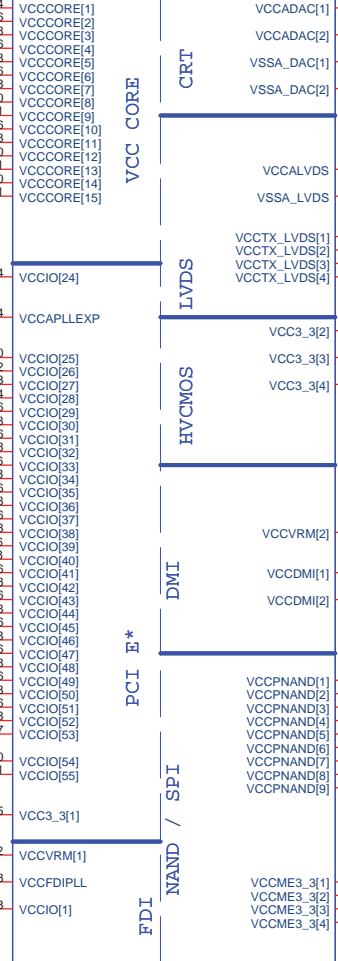 VCCCORE[1]
VCCCORE[2]
VCCCORE[3]
VCCCORE[4]
VCCCORE[5]
VCCCORE[6]
VCCCORE[7]
VCCCORE[8]
VCCCORE[9]
VCCCORE[10]
VCCCORE[11]
VCCCORE[12]
VCCCORE[13]
VCCCORE[14]
VCCCORE[15]
VCC CORE
VCCIO[24]
VCCAPLLEXP
VCCIO[25]
VCCIO[26]
VCCIO[27]
VCCIO[28]
VCCIO[29]
VCCIO[30]
VCCIO[31]
VCCIO[32]
VCCIO[33]
VCCIO[34]
VCCIO[35]
VCCIO[36]
VCCIO[37]
VCCIO[38]
VCCIO[39]
VCCIO[40]
VCCIO[41]
VCCIO[42]
VCCIO[43]
VCCIO[44]
VCCIO[45]
VCCIO[46]
VCCIO[47]
VCCIO[48]
VCCIO[49]
VCCIO[50]
VCCIO[51]
VCCIO[52]
VCCIO[53]
VCCIO[54]
VCCIO[55]
VCC3_3[1]
PCI E*
VCCVRM[1]
VCCFDIPLL
VCCIO[1]
FDI
CRT
VCCADAC[1]
VCCADAC[2]
VSSA_DAC[1]
VSSA_DAC[2]
LVDS
VCCALVDS
VSSA_LVDS
VCCTX_LVDS[1]
VCCTX_LVDS[2]
VCCTX_LVDS[3]
VCCTX_LVDS[4]
HVCMOS
VCC3_3[2]
VCC3_3[3]
VCC3_3[4]
DMI
VCCVRM[2]
VCCDMI[1]
VCCDMI[2]
NAND / SPI
VCCPNAND[1]
VCCPNAND[2]
VCCPNAND[3]
VCCPNAND[4]
VCCPNAND[5]
VCCPNAND[6]
VCCPNAND[7]
VCCPNAND[8]
VCCPNAND[9]
VCCME3_3[1]
VCCME3_3[2]
VCCME3_3[3]
VCCME3_3[4]